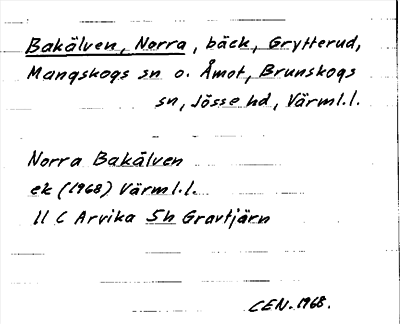 Bakälven, Norra, bäck, Grytterud,
Mangskogs sn o. Åmot, Brunskogs
sn, Jösse hd, Värml.l.
Norra Bakälven
ek (1968) Värml.l.
11 C Arvika 5h Gravtjärn
CEN. 1968.